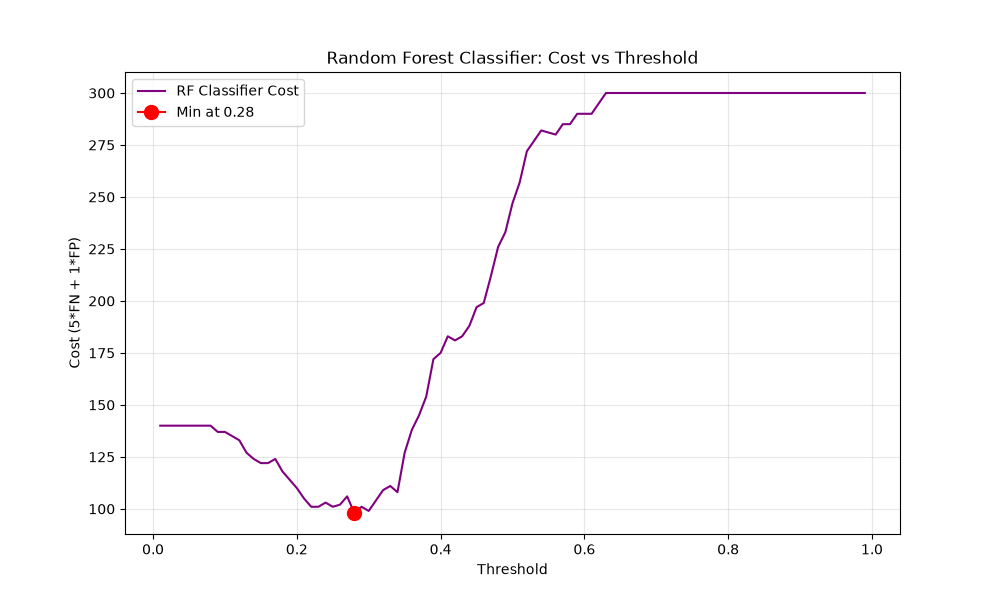 Random Forest Classifier: Cost vs Threshold
RF Classifier Cost
Min at 0.28
300
275
250
225
200
175
150
125
100
Cost (5*FN + 1*FP)
0.0 0.2 0.4 0.6 0.8 1.0
Threshold